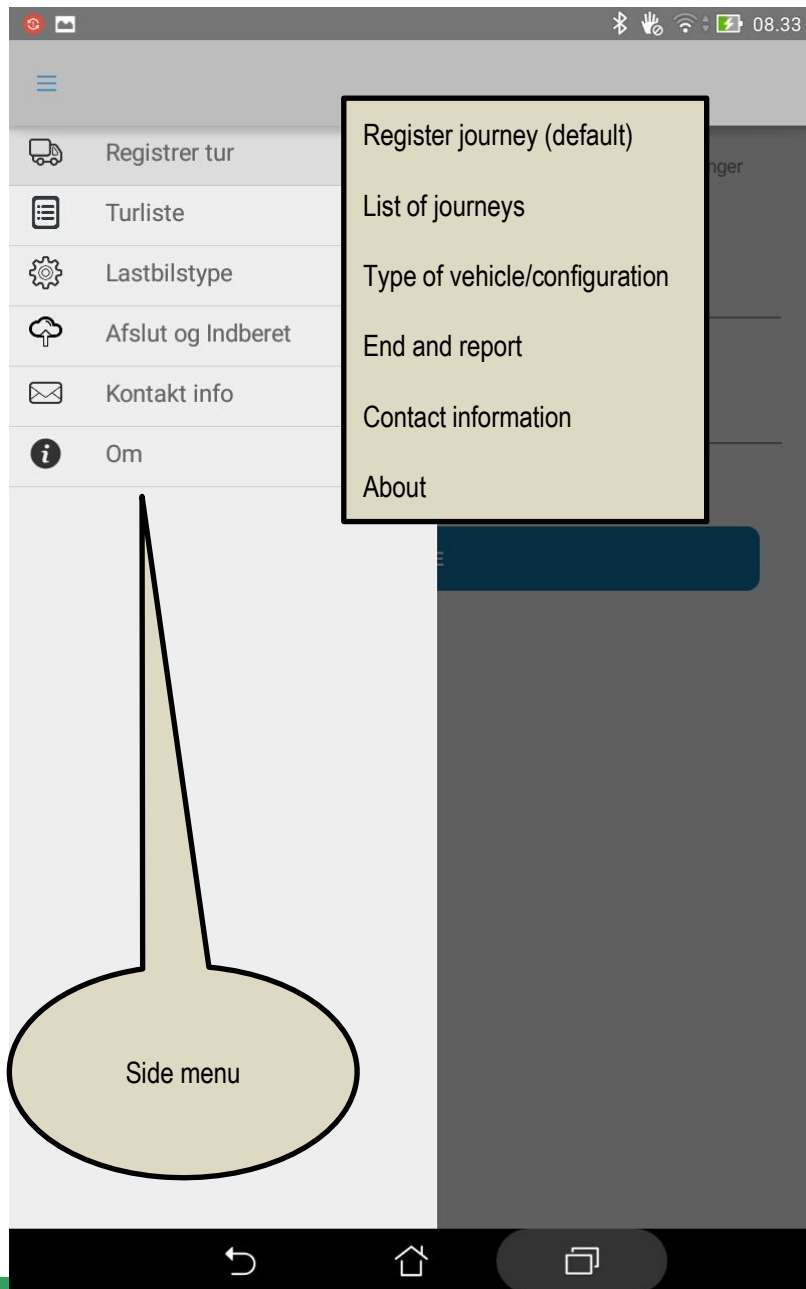 08.33
Registrer tur
Turliste
Lastbilstype
Afslut og Indberet
Kontakt info
Om
Register journey (default)
List of journeys
Type of vehicle/configuration
End and report
Contact information
About
Side menu